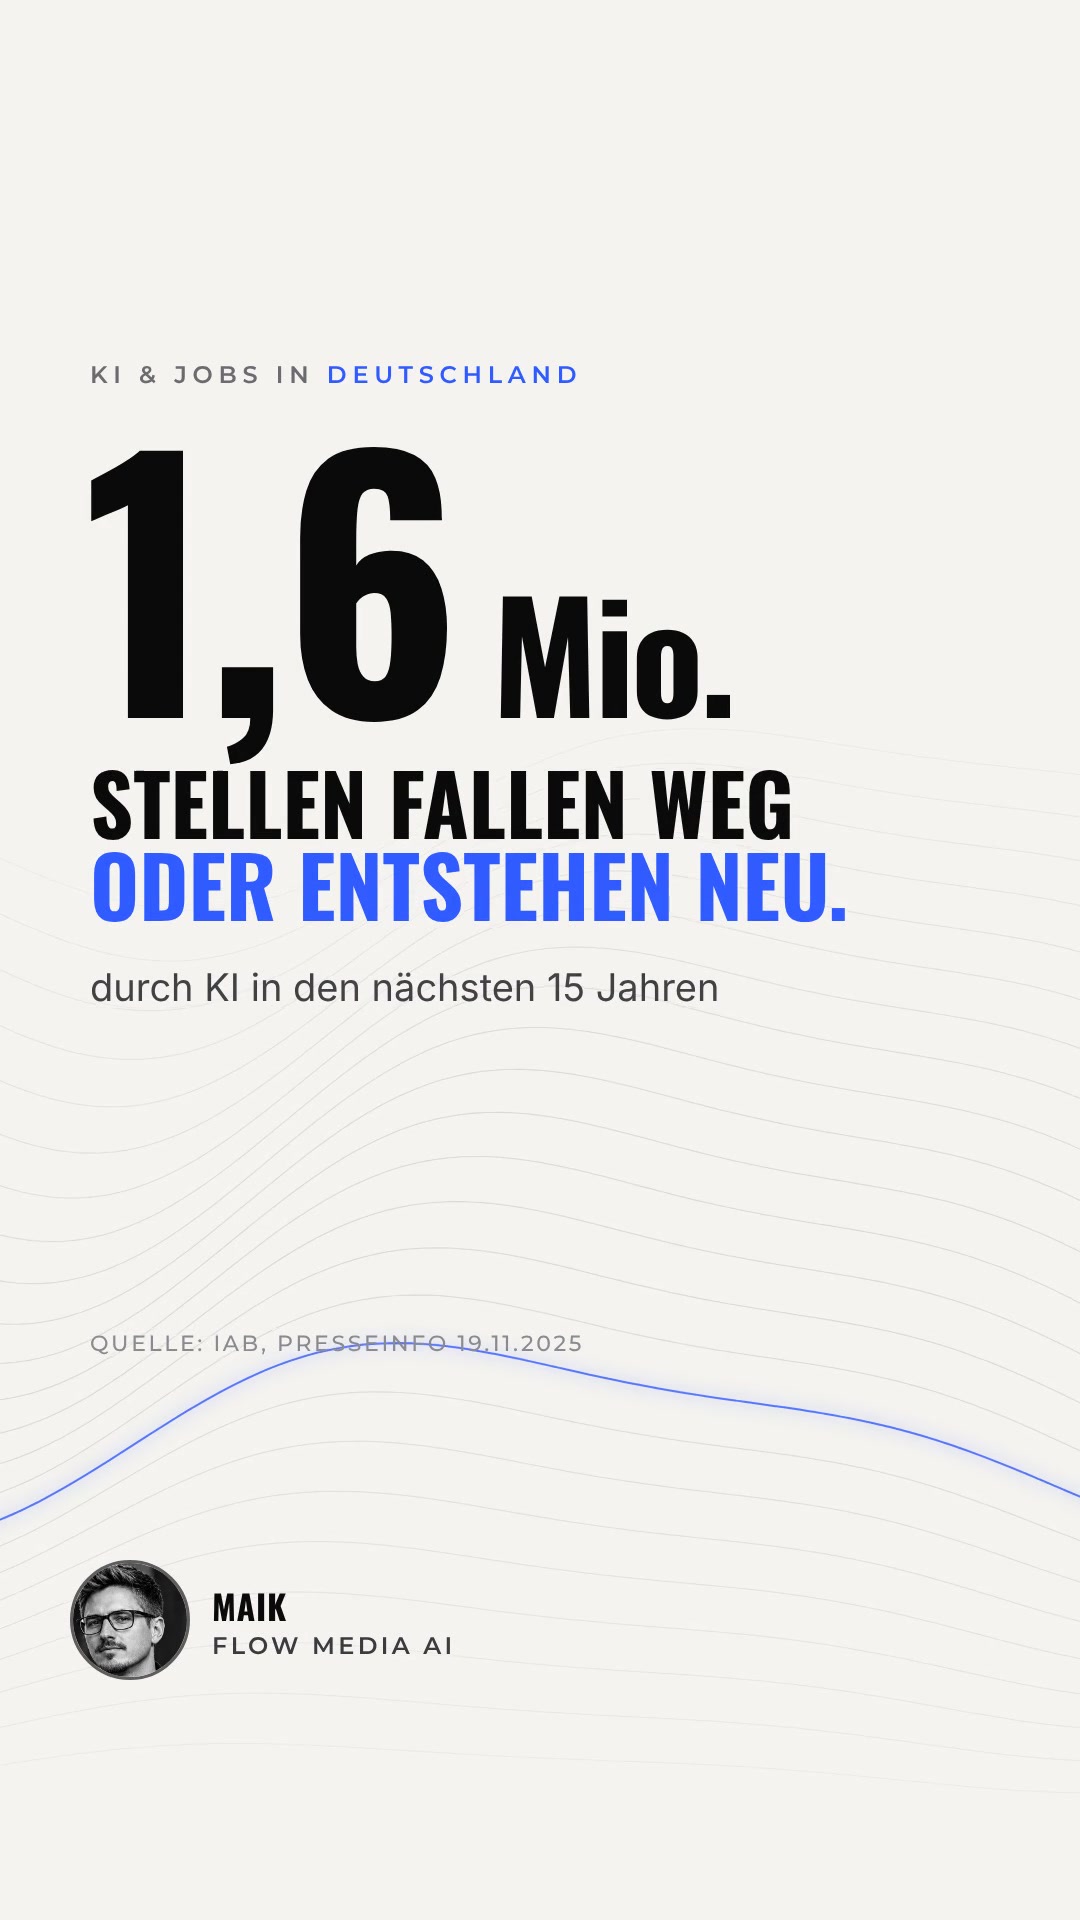 KI & JOBS IN DEUTSCHLAND
1,6 Mio.
STELLEN FALLEN WEG
ODER ENTSTEHEN NEU.
durch KI in den nächsten 15 Jahren
QUELLE: IAB, PRESSEINFO 19.11.2025
MAIK
FLOW MEDIA AI